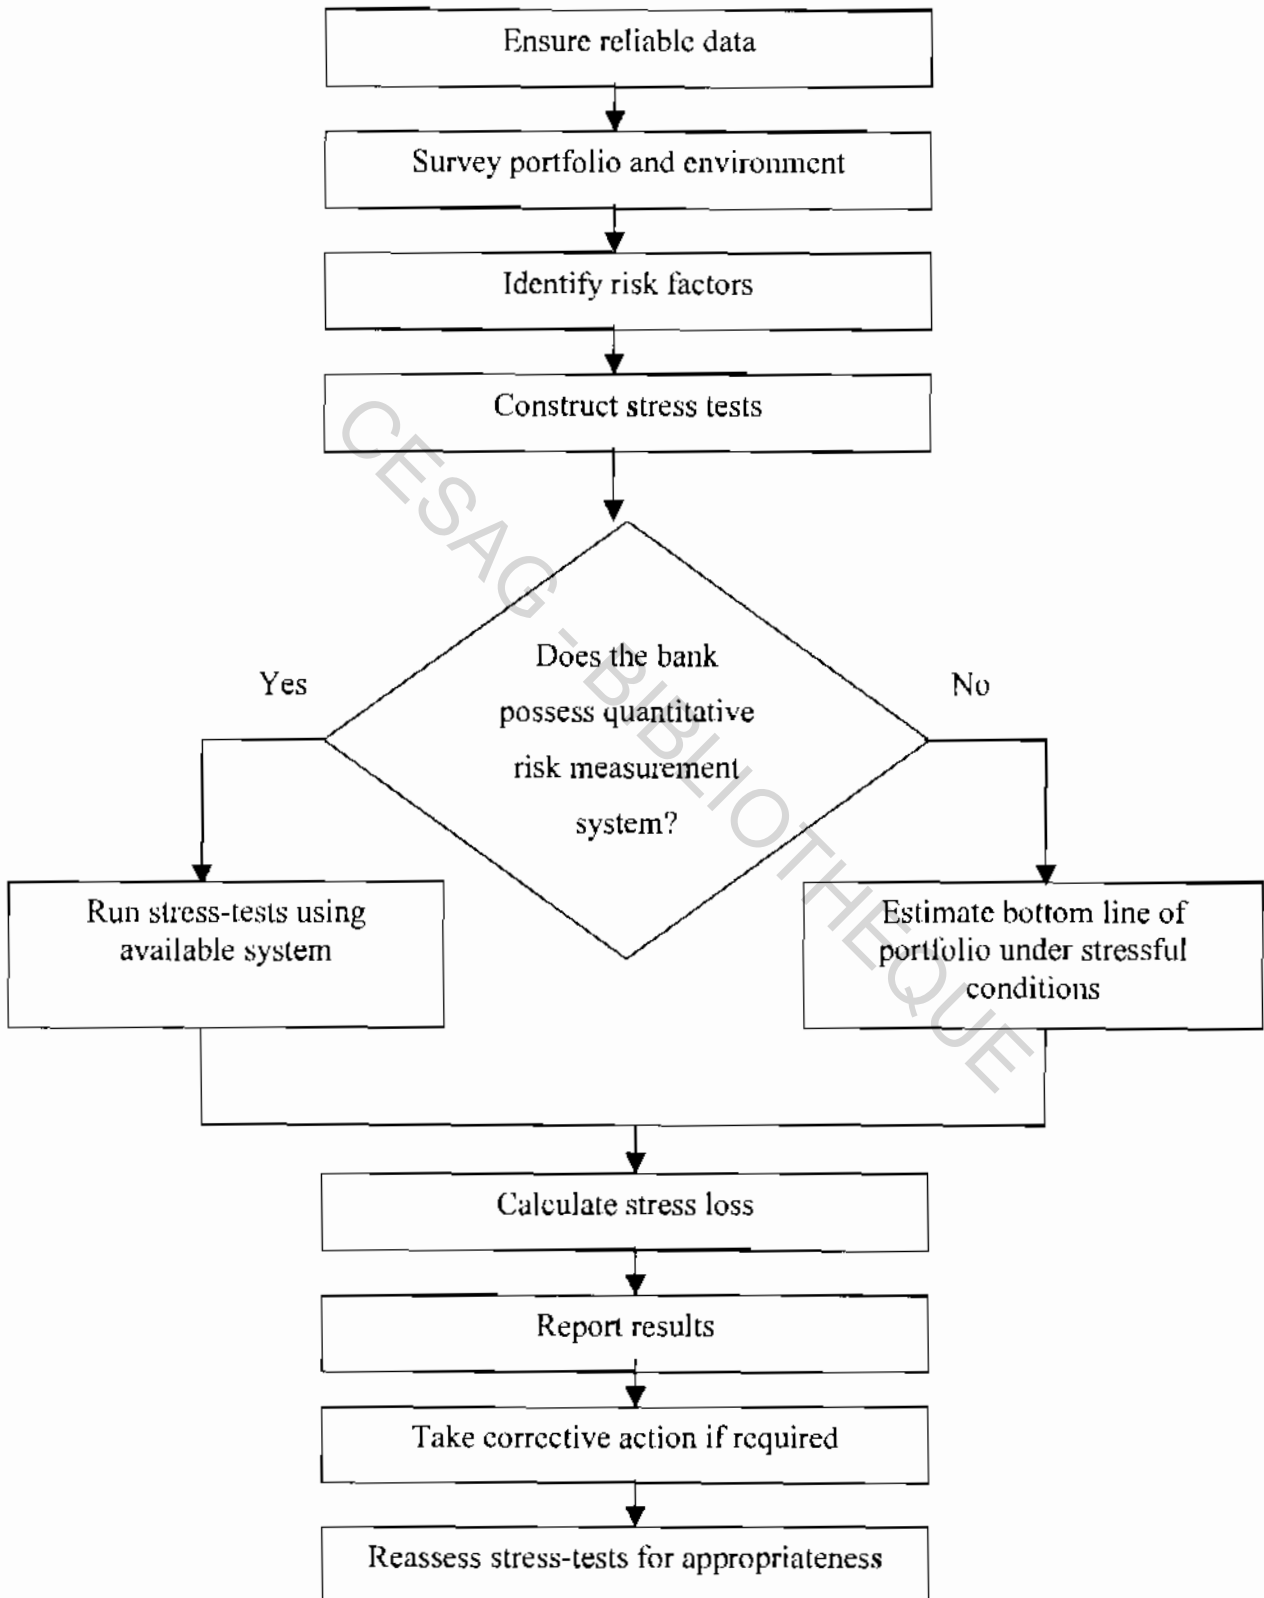 Ensure reliable data
Survey portfolio and environment
Identify risk factors
Construct stress tests
Does the bank
possess quantitative
risk measurement
system?
Yes
No
Run stress-tests using
available system
Estimate bottom line of
portfolio under stressful
conditions
Calculate stress loss
Report results
Take corrective action if required
Reassess stress-tests for appropriateness
CESAG - BIBLIOTHEQUE